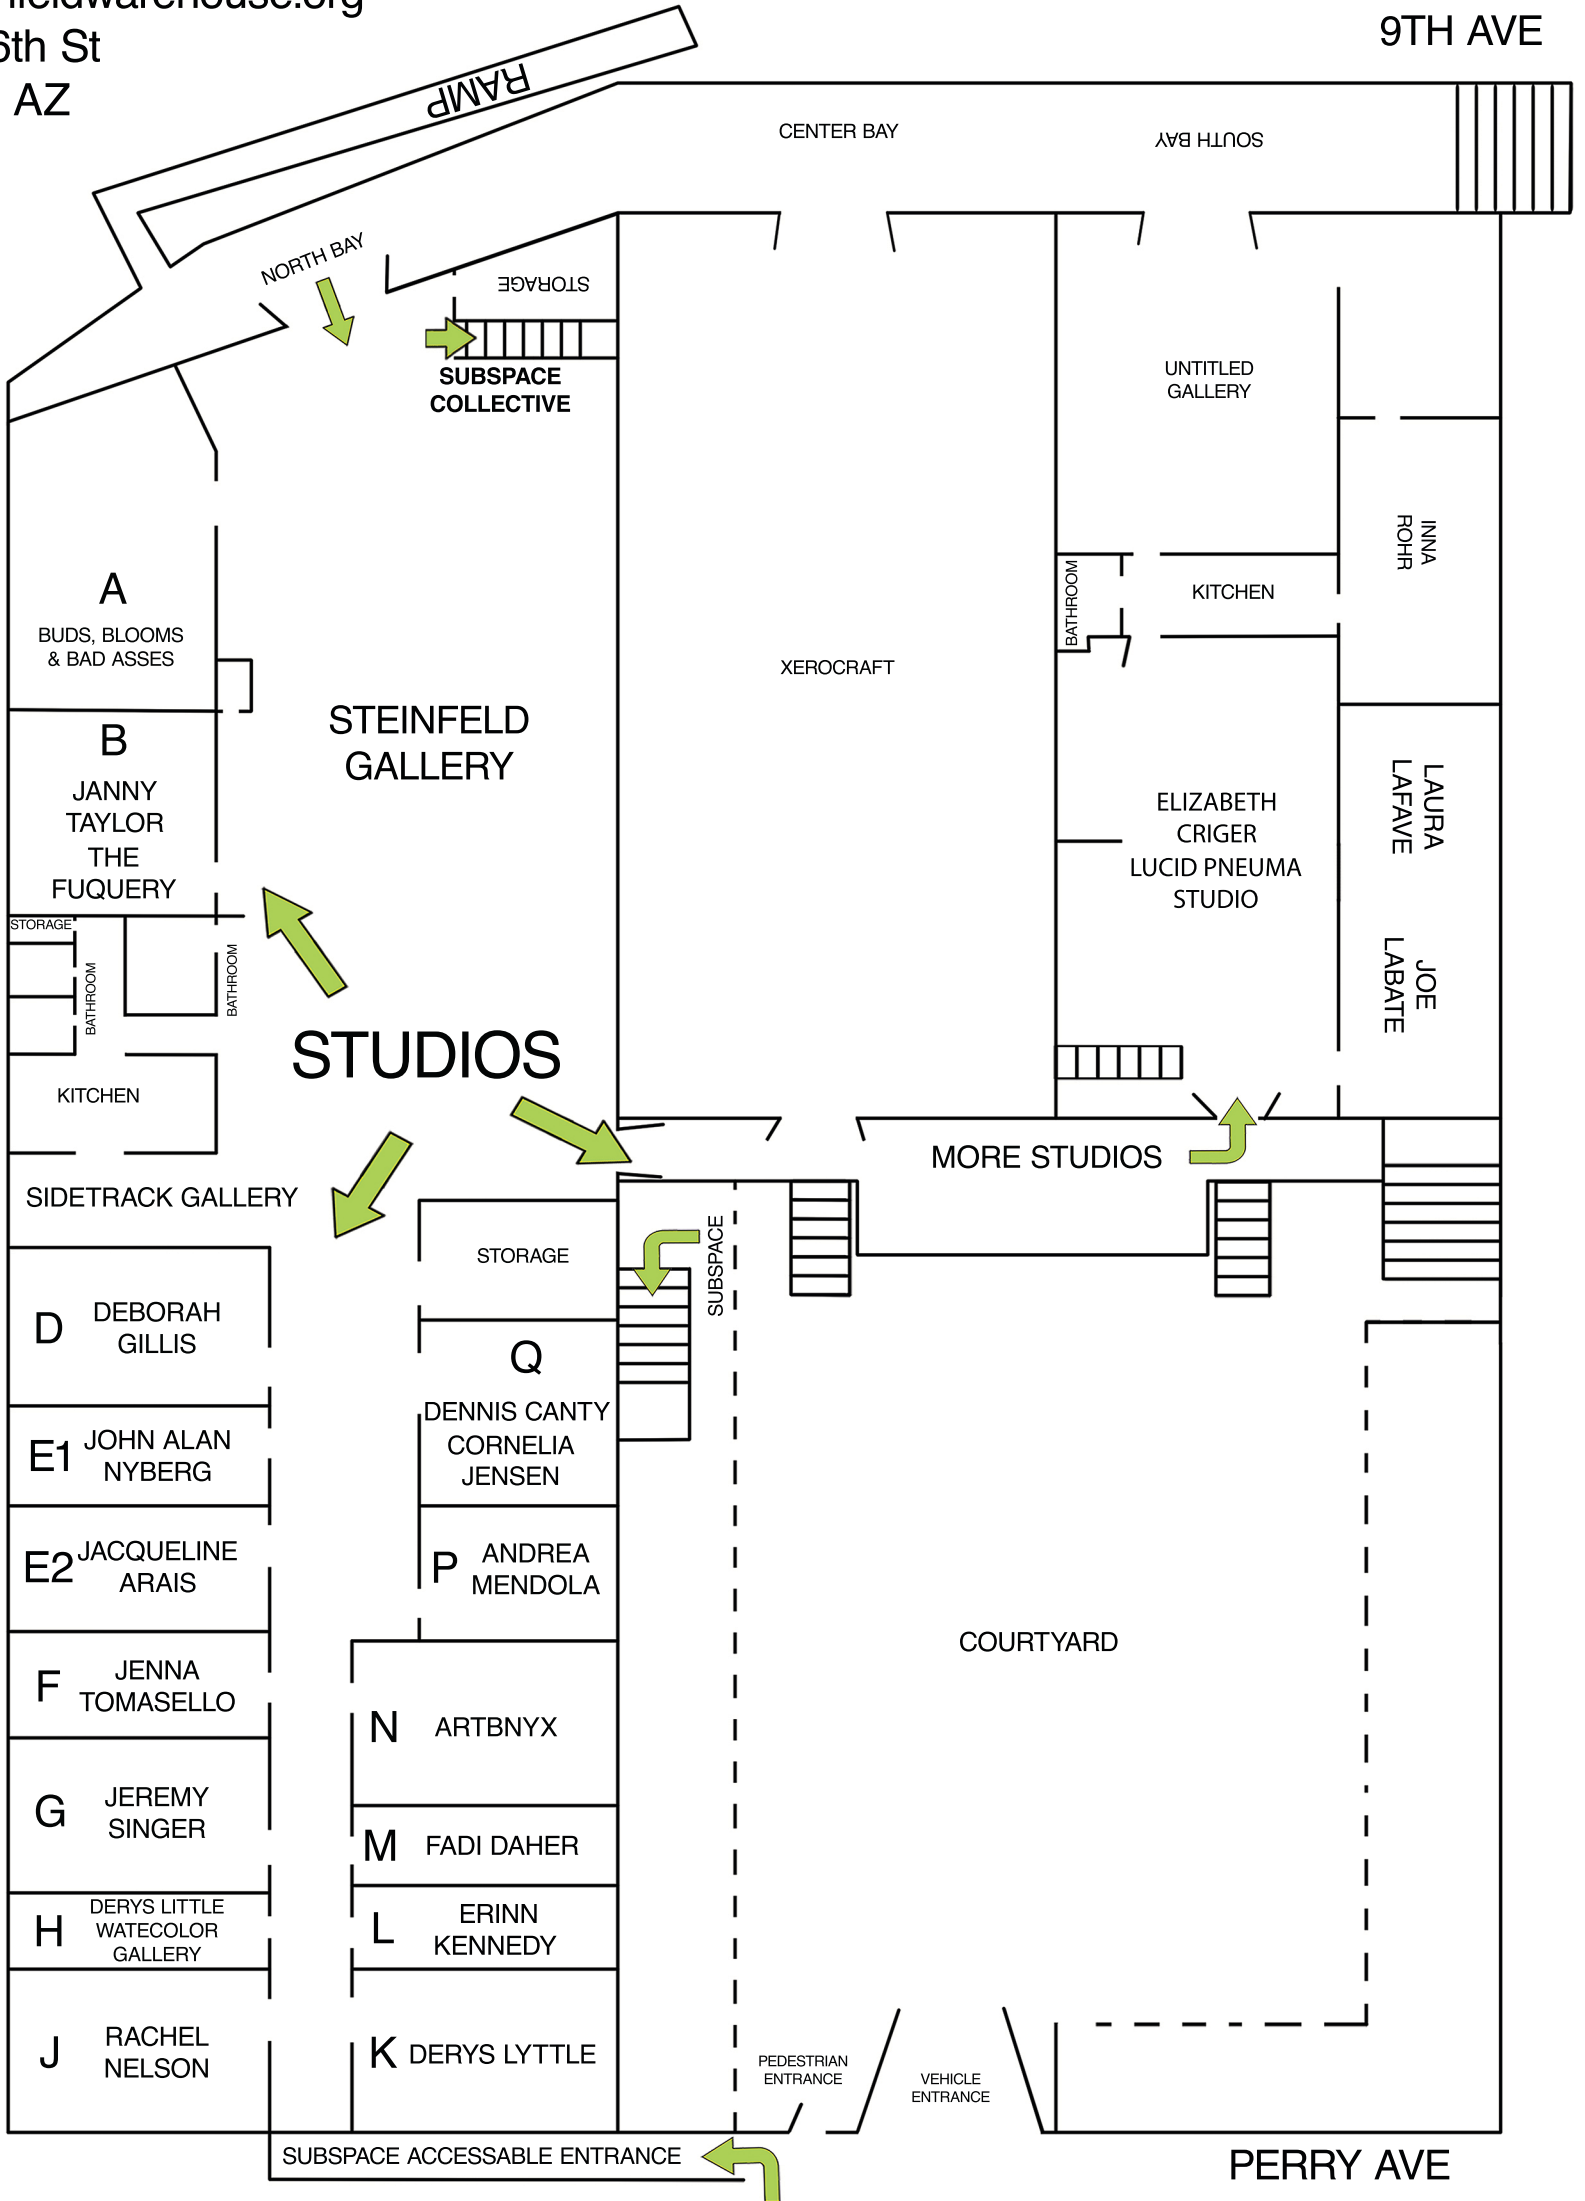 nfieldwarehouse.org
6th St
AZ
9TH AVE
RAMP
CENTER BAY
SOUTH BAY
NORTH BAY
STORAGE
SUBSPACE
COLLECTIVE
UNTITLED
GALLERY
INNA
ROHR
BATHROOM
KITCHEN
A
BUDS, BLOOMS
& BAD ASSES
XEROCRAFT
STEINFELD
GALLERY
B
JANNY
TAYLOR
THE
FUQUERY
ELIZABETH
CRIGER
LUCID PNEUMA
STUDIO
LAURA
LAFAVE
JOE
LABATE
STORAGE
BATHROOM
BATHROOM
STUDIOS
KITCHEN
MORE STUDIOS
SIDETRACK GALLERY
STORAGE
SUBSPACE
D
DEBORAH
GILLIS
Q
DENNIS CANTY
CORNELIA
JENSEN
E1
JOHN ALAN
NYBERG
E2
JACQUELINE
ARAIS
P
ANDREA
MENDOLA
COURTYARD
F
JENNA
TOMASELLO
N
ARTBNYX
G
JEREMY
SINGER
M
FADI DAHER
H
DERYS LITTLE
WATECOLOR
GALLERY
L
ERINN
KENNEDY
J
RACHEL
NELSON
K
DERYS LYTTLE
PEDESTRIAN
ENTRANCE
VEHICLE
ENTRANCE
SUBSPACE ACCESSABLE ENTRANCE
PERRY AVE